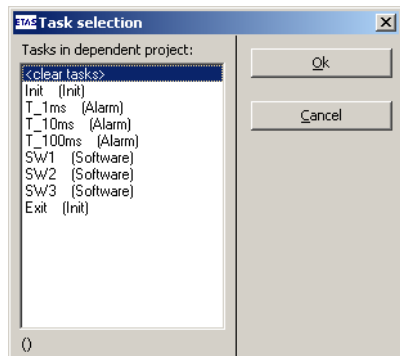 ETAS Task selection
Tasks in dependent project:
<clear tasks>
Init (Init)
T_1ms (Alarm)
T_10ms (Alarm)
T_100ms (Alarm)
SW1 (Software)
SW2 (Software)
SW3 (Software)
Exit (Init)
()
Ok
Cancel